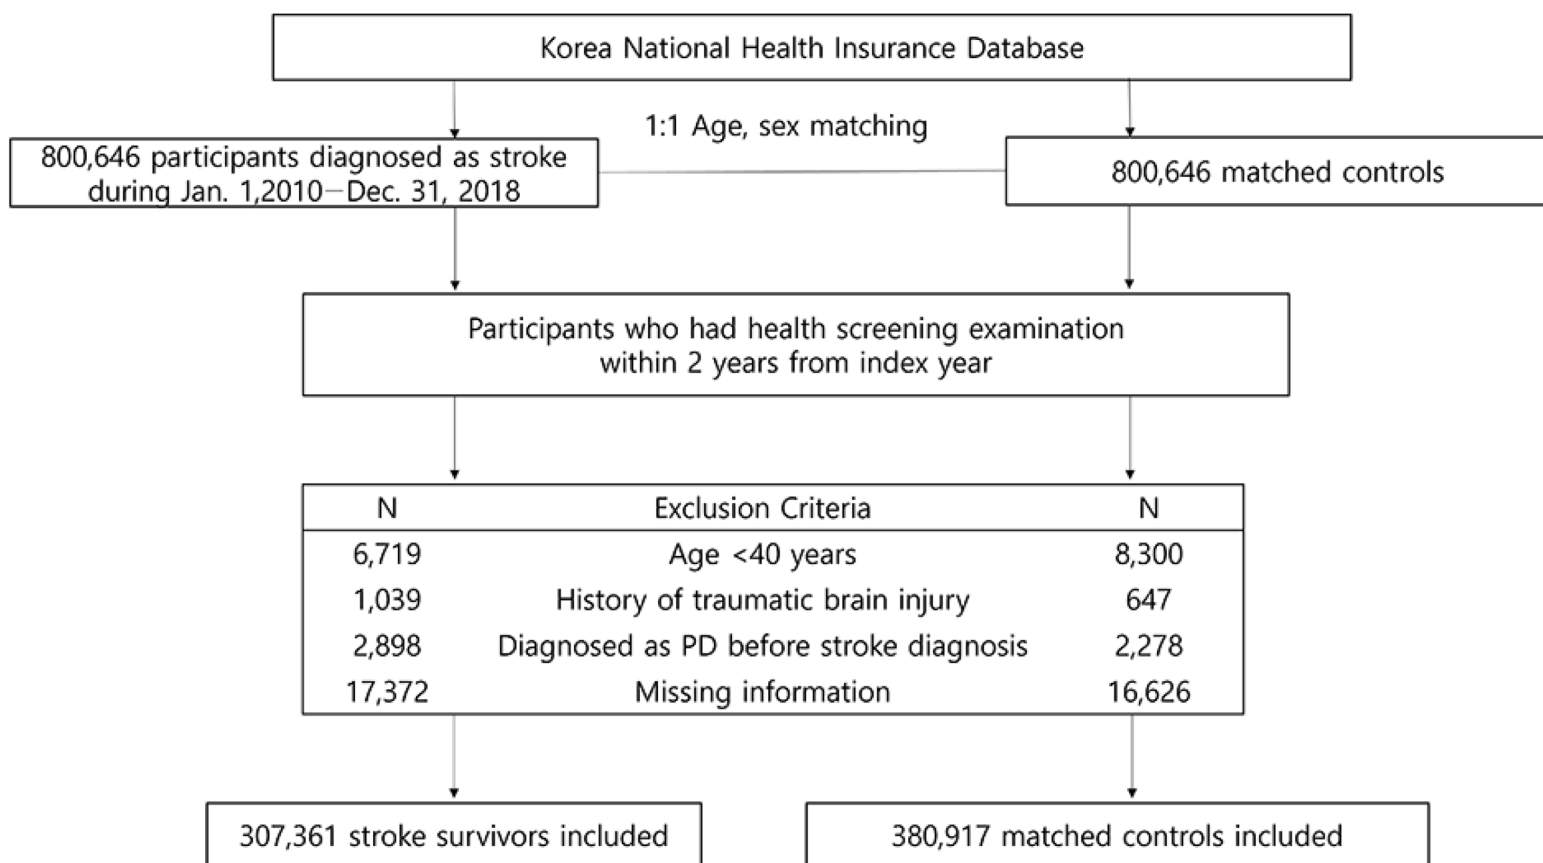 Korea National Health Insurance Database
1:1 Age, sex matching
800,646 participants diagnosed as stroke
during Jan. 1,2010—Dec. 31, 2018
800,646 matched controls
Participants who had health screening examination
within 2 years from index year
N Exclusion Criteria N
6,719 Age <40 years 8,300
1,039 History of traumatic brain injury 647
2,898 Diagnosed as PD before stroke diagnosis 2,278
17,372 Missing information 16,626
307,361 stroke survivors included
380,917 matched controls included